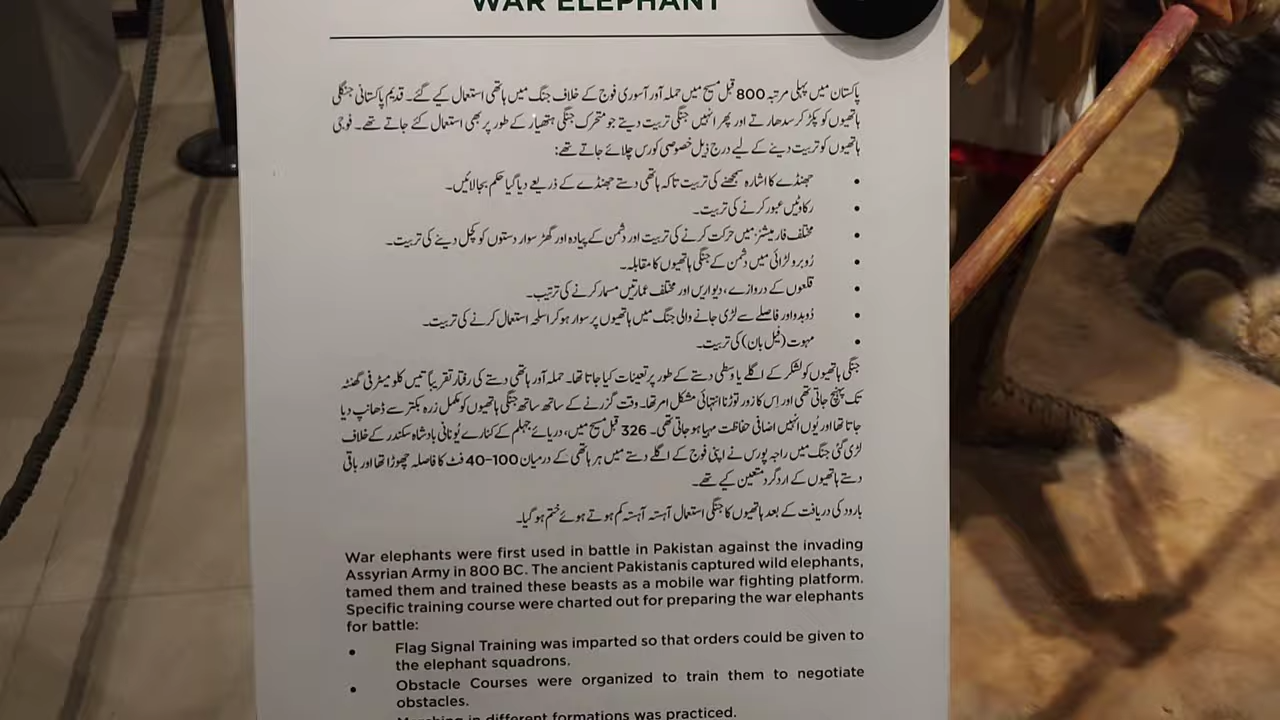 WAR ELEPHANT
پاکستان میں پہلی مرتبہ 800 قبل مسیح میں حملہ آور آسوری فوج کے خلاف جنگ میں ہاتھی استعمال کیے گئے۔ قدیم پاکستانی جنگلی
ہاتھیوں کو پکڑ کر سدھارتے اور پھر انہیں جنگی تربیت دیتے جو متحرک جنگی ہتھیار کے طور پر بھی استعمال کئے جاتے تھے۔ فوجی
ہاتھیوں کو تربیت دینے کے لیے درج ذیل خصوصی کورس چلائے جاتے تھے:
• جھنڈے کا اشارہ سمجھنے کی تربیت تاکہ ہاتھی دستے جھنڈے کے ذریعے دیا گیا حکم بجا لائیں۔
• رکاوٹیں عبور کرنے کی تربیت۔
• مختلف فارمیشنز میں حرکت کرنے کی تربیت اور دشمن کے پیادہ اور گھڑ سوار دستوں کو کچل دینے کی تربیت۔
• رُوبرو لڑائی میں دشمن کے جنگی ہاتھیوں کا مقابلہ۔
• قلعوں کے دروازے، دیواریں اور مختلف عمارتیں مسمار کرنے کی ترتیب۔
• دُوبدو اور فاصلے سے لڑی جانے والی جنگ میں ہاتھیوں پر سوار ہو کر اسلحہ استعمال کرنے کی تربیت۔
• مہوت (فیل بان) کی تربیت۔
جنگی ہاتھیوں کو لشکر کے اگلے یا وسطی دستے کے طور پر تعینات کیا جاتا تھا۔ حملہ آور ہاتھی دستے کی رفتار تقریباً تیس کلومیٹر فی گھنٹہ
تک پہنچ جاتی تھی اور اِس کا زور توڑنا انتہائی مشکل امر تھا۔ وقت گزرنے کے ساتھ ساتھ جنگی ہاتھیوں کو مکمل زرہ بکتر سے ڈھانپ دیا
جاتا تھا اور یُوں اُنہیں اضافی حفاظت مہیا ہو جاتی تھی۔ 326 قبل مسیح میں، دریائے جہلم کے کنارے یُونانی بادشاہ سکندر کے خلاف
لڑی گئی جنگ میں راجہ پورس نے اپنی فوج کے اگلے دستے میں ہر ہاتھی کے درمیان 100-40 فٹ کا فاصلہ چھوڑا تھا اور باقی
دستے ہاتھیوں کے اردگرد متعین کیے تھے۔
بارود کی دریافت کے بعد ہاتھیوں کا جنگی استعمال آہستہ آہستہ کم ہوتے ہوئے ختم ہو گیا۔
War elephants were first used in battle in Pakistan against the invading
Assyrian Army in 800 BC. The ancient Pakistanis captured wild elephants,
tamed them and trained these beasts as a mobile war fighting platform.
Specific training course were charted out for preparing the war elephants
for battle:
• Flag Signal Training was imparted so that orders could be given to
the elephant squadrons.
• Obstacle Courses were organized to train them to negotiate
obstacles.
Marching in different formations was practiced.